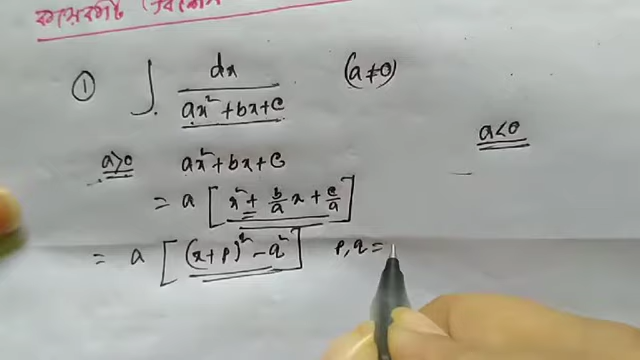 ① ∫ dx / (ax² + bx + c) (a≠0)
a>0 ax² + bx + c a<0
= a [ x² + b/a x + c/a ]
= a [ (x+p)² − q² ] p, q =